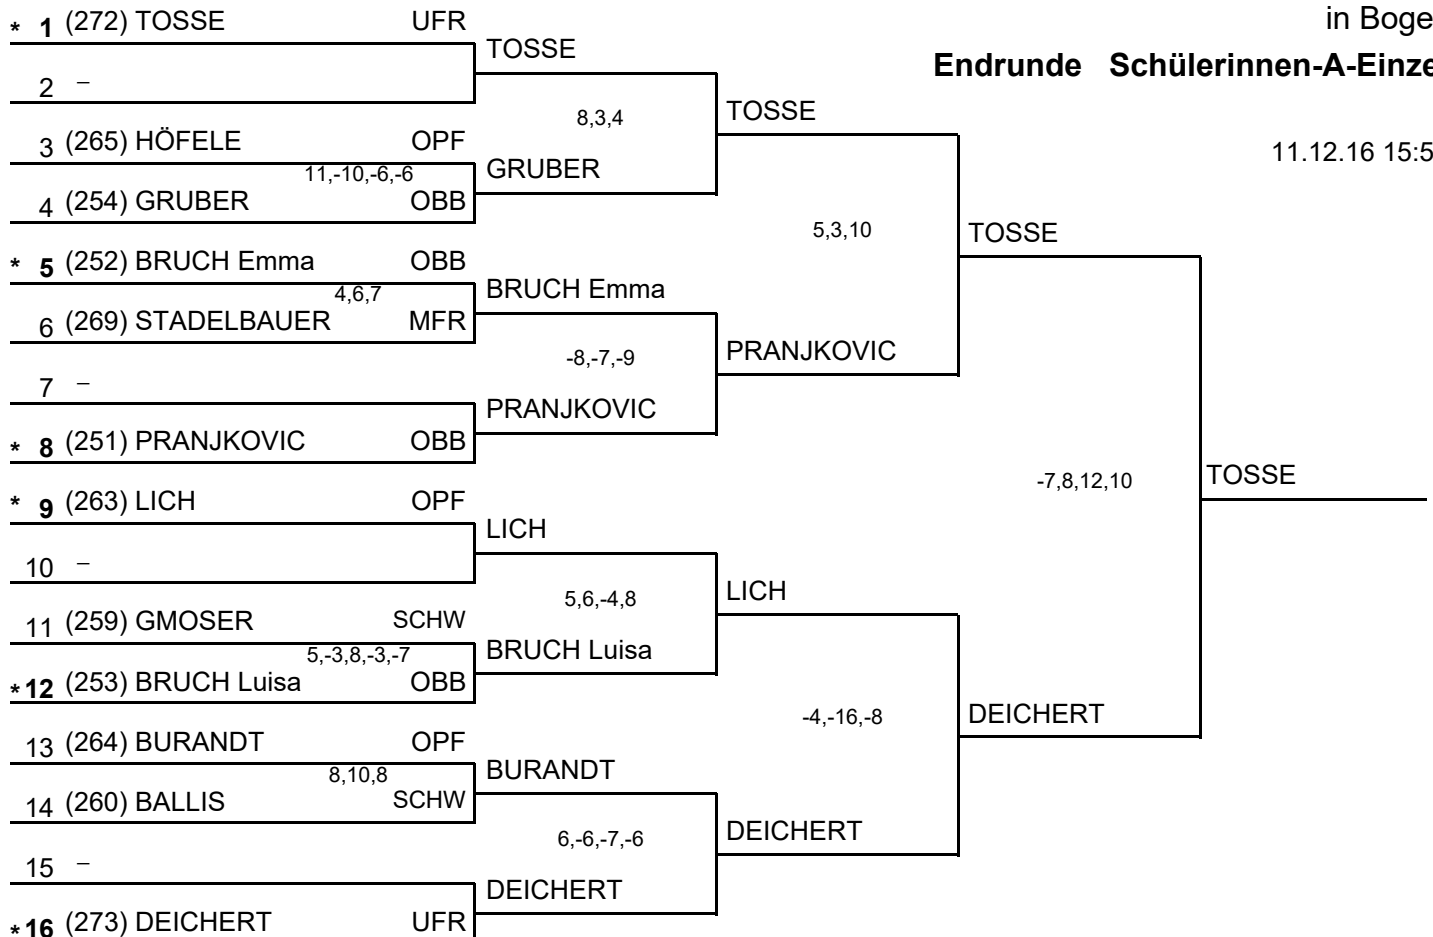 * 1 (272) TOSSE UFR
in Boge
TOSSE
Endrunde Schülerinnen-A-Einze
2 –
8,3,4
TOSSE
3 (265) HÖFELE OPF
11.12.16 15:5
11,-10,-6,-6
GRUBER
4 (254) GRUBER OBB
5,3,10
TOSSE
* 5 (252) BRUCH Emma OBB
4,6,7
BRUCH Emma
6 (269) STADELBAUER MFR
-8,-7,-9
PRANJKOVIC
7 –
PRANJKOVIC
* 8 (251) PRANJKOVIC OBB
-7,8,12,10
TOSSE
* 9 (263) LICH OPF
LICH
10 –
5,6,-4,8
LICH
11 (259) GMOSER SCHW
5,-3,8,-3,-7
BRUCH Luisa
* 12 (253) BRUCH Luisa OBB
-4,-16,-8
DEICHERT
13 (264) BURANDT OPF
8,10,8
BURANDT
14 (260) BALLIS SCHW
6,-6,-7,-6
DEICHERT
15 –
DEICHERT
* 16 (273) DEICHERT UFR